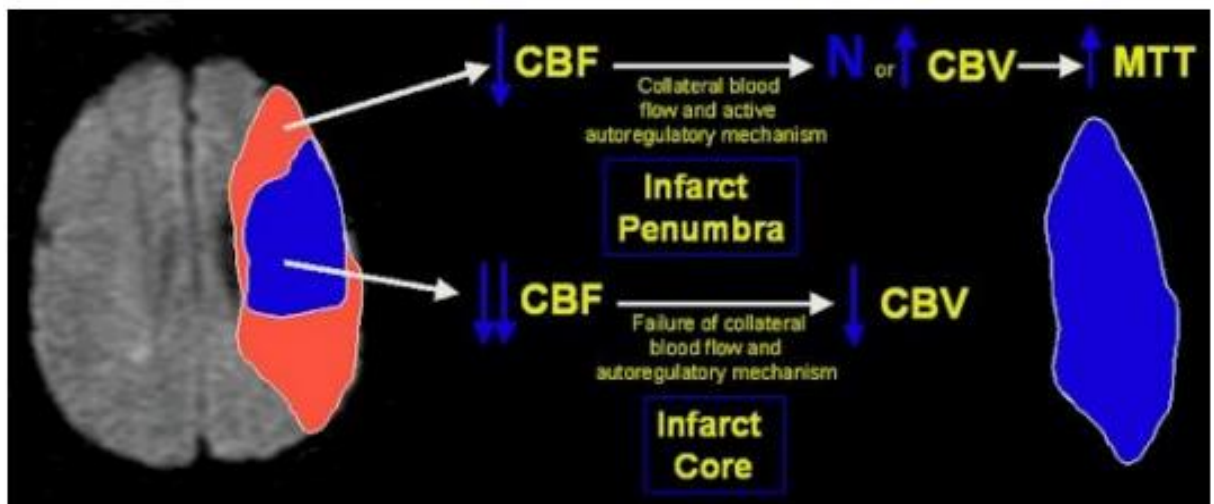 ↓ CBF → N or ↑ CBV → ↑ MTT
Collateral blood
flow and active
autoregulatory mechanism
Infarct
Penumbra
↓↓ CBF → ↓ CBV
Failure of collateral
blood flow and
autoregulatory mechanism
Infarct
Core